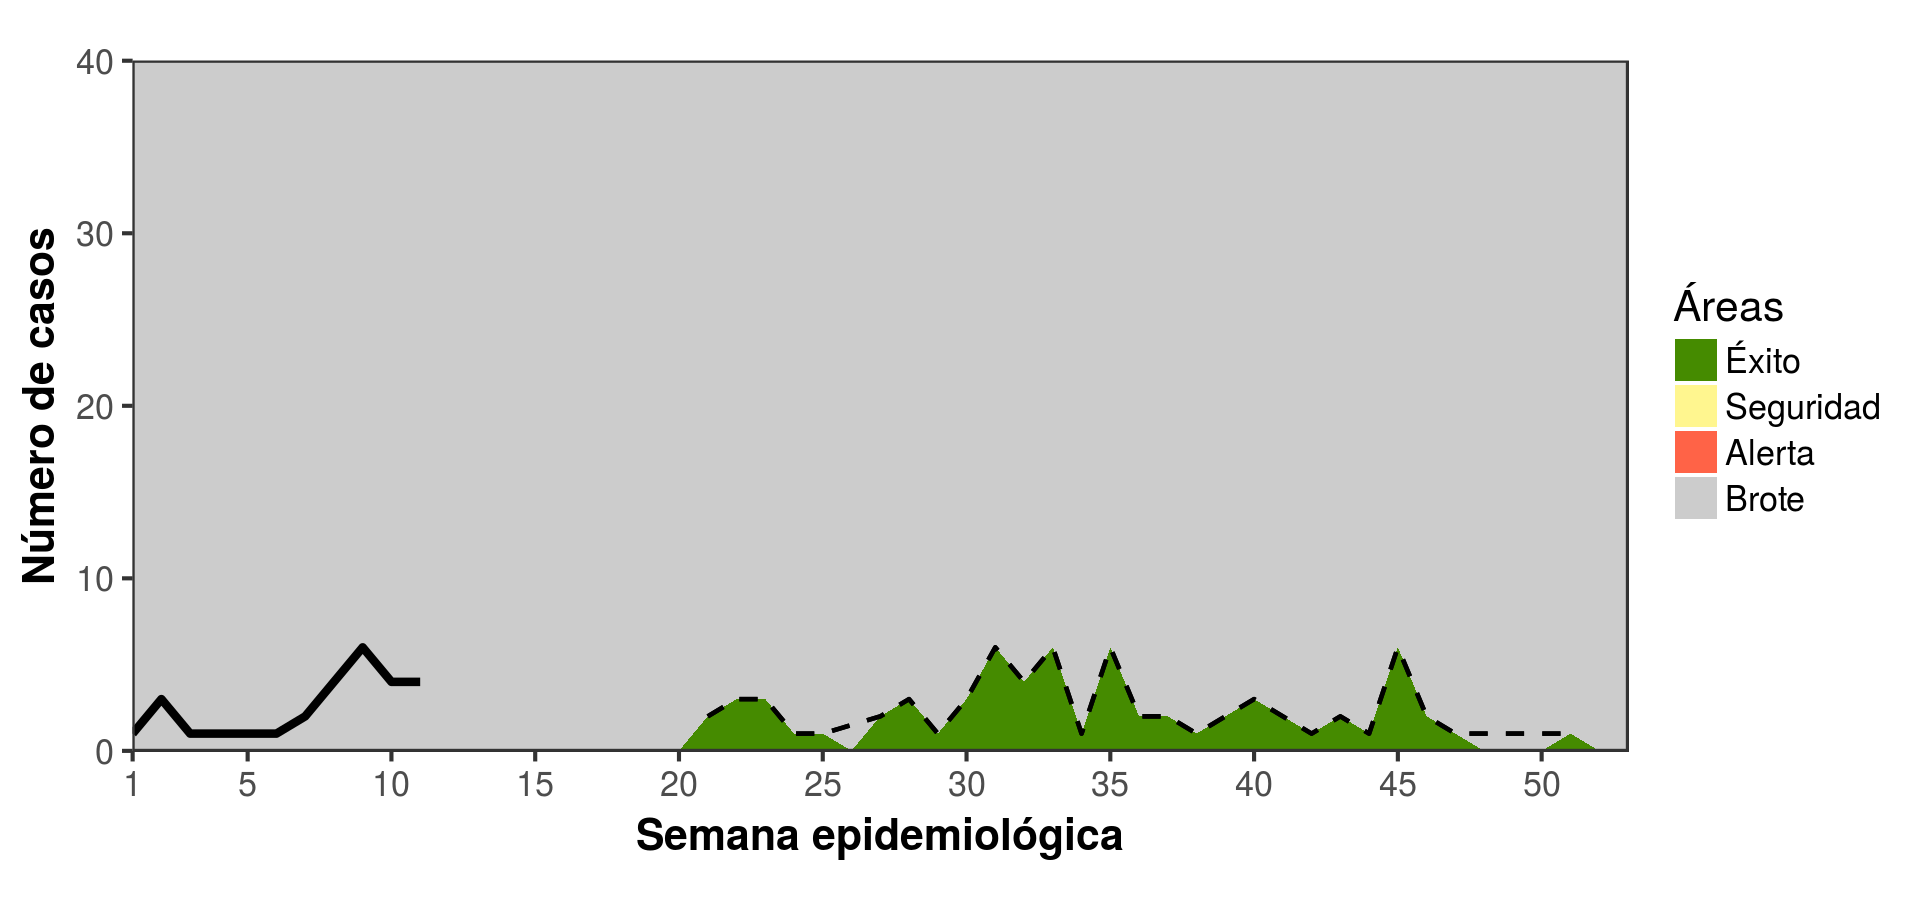 40
30
20
10
0
Número de casos
1 5 10 15 20 25 30 35 40 45 50
Semana epidemiológica
Áreas
Éxito
Seguridad
Alerta
Brote